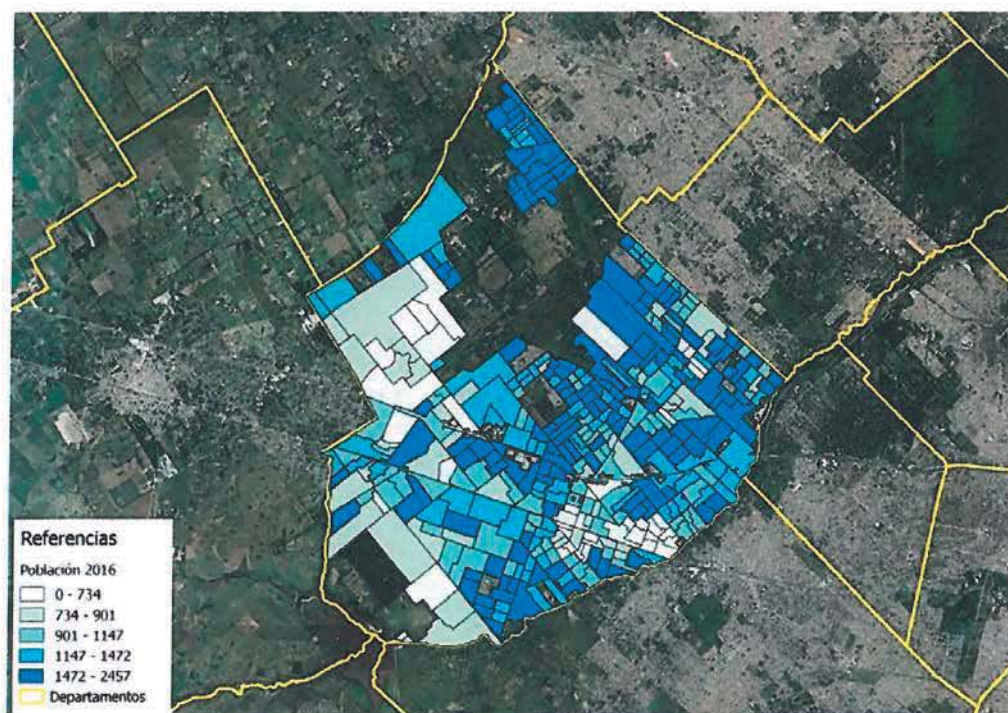 Referencias
Población 2016
0 - 734
734 - 901
901 - 1147
1147 - 1472
1472 - 2457
Departamentos